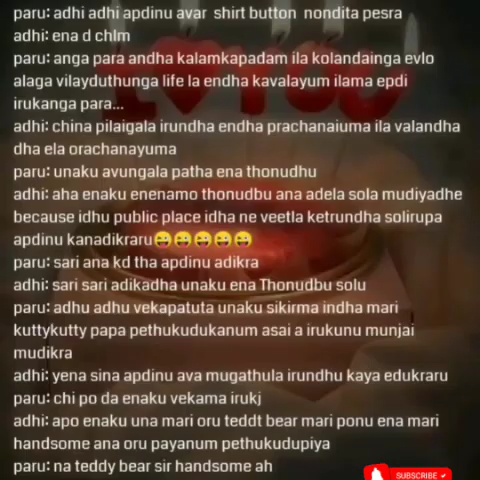 paru: adhi adhi apdinu avar shirt button nondita pesra
adhi: ena d chlm
paru: anga para andha kalamkapadam ila kolandainga evlo
alaga vilayduthunga life la endha kavalayum ilama epdi
irukanga para...
adhi: china pilaigala irundha endha prachanaiuma ila valandha
dha ela orachanayuma
paru: unaku avungala patha ena thonudhu
adhi: aha enaku enenamo thonudbu ana adela sola mudiyadhe
because idhu public place idha ne veetla ketrundha solirupa
apdinu kanadikraru😜😜😜😜😜
paru: sari ana kd tha apdinu adikra
adhi: sari sari adikadha unaku ena Thonudbu solu
paru: adhu adhu vekapatuta unaku sikirma indha mari
kuttykutty papa pethukudukanum asai a irukunu munjai
mudikra
adhi: yena sina apdinu ava mugathula irundhu kaya edukraru
paru: chi po da enaku vekama irukj
adhi: apo enaku una mari oru teddt bear mari ponu ena mari
handsome ana oru payanum pethukudupiya
paru: na teddy bear sir handsome ah
SUBSCRIBE